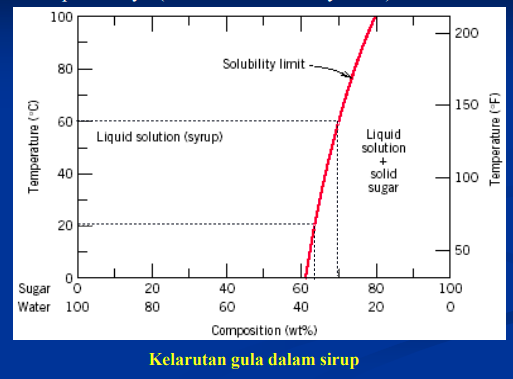 100
80
60
40
20
0
Temperature (°C)
Solubility limit
Liquid solution (syrup)
Liquid
solution
+
solid
sugar
200
150
100
50
Temperature (°F)
Sugar 0 20 40 60 80 100
Water 100 80 60 40 20 0
Composition (wt%)
Kelarutan gula dalam sirup